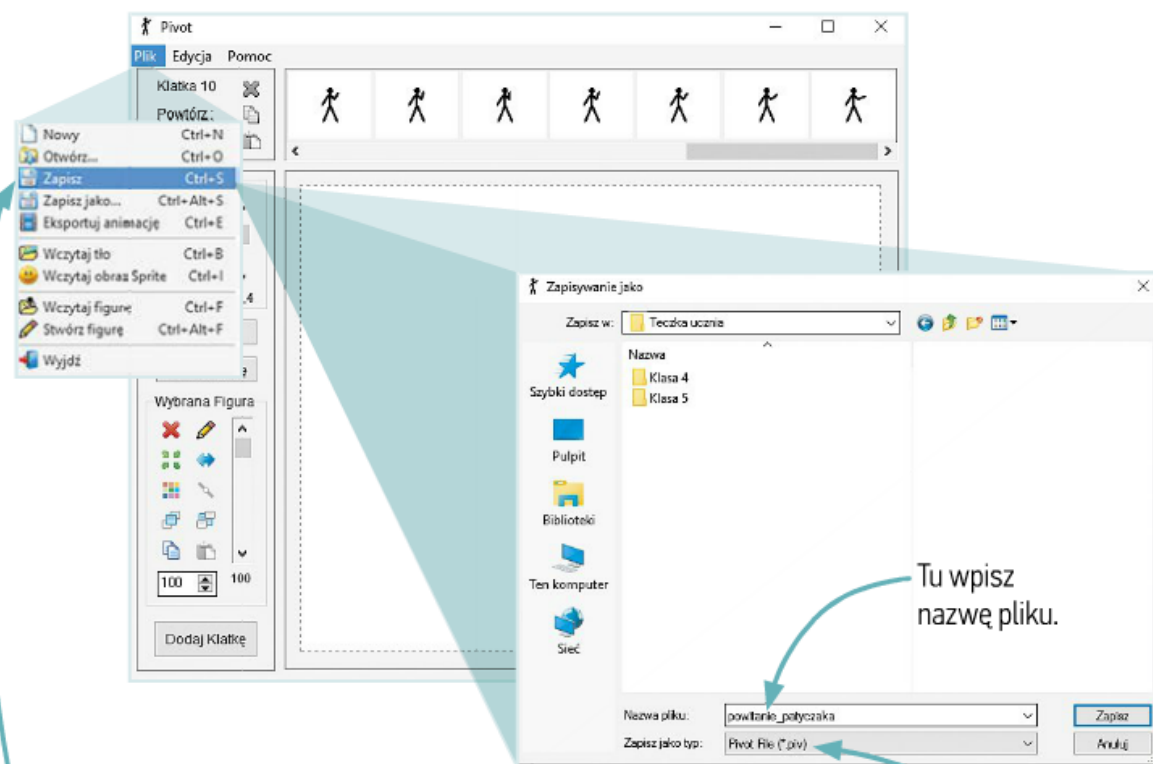 Pivot
Plik Edycja Pomoc
Klatka 10
Powtórz.:
Nowy Ctrl+N
Otwórz... Ctrl+O
Zapisz Ctrl+S
Zapisz jako... Ctrl+Alt+S
Eksportuj animację Ctrl+E
Wczytaj tło Ctrl+B
Wczytaj obraz Sprite Ctrl+I
Wczytaj figurę Ctrl+F
Stwórz figurę Ctrl+Alt+F
Wyjdź
Wybrana Figura
100 100
Dodaj Klatkę
Zapisywanie jako
Zapisz w: Teczka ucznia
Nazwa
Klasa 4
Klasa 5
Szybki dostęp
Pulpit
Biblioteki
Ten komputer
Sieć
Tu wpisz
nazwę pliku.
Nazwa pliku: powitanie_patyczaka Zapisz
Zapisz jako typ: Pivot File (*.piv) Anuluj